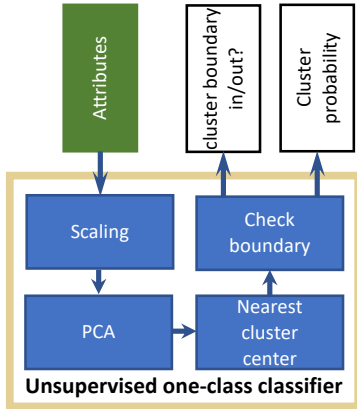 Attributes
cluster boundary
in/out?
Cluster
probability
Scaling
Check
boundary
PCA
Nearest
cluster
center
Unsupervised one-class classifier